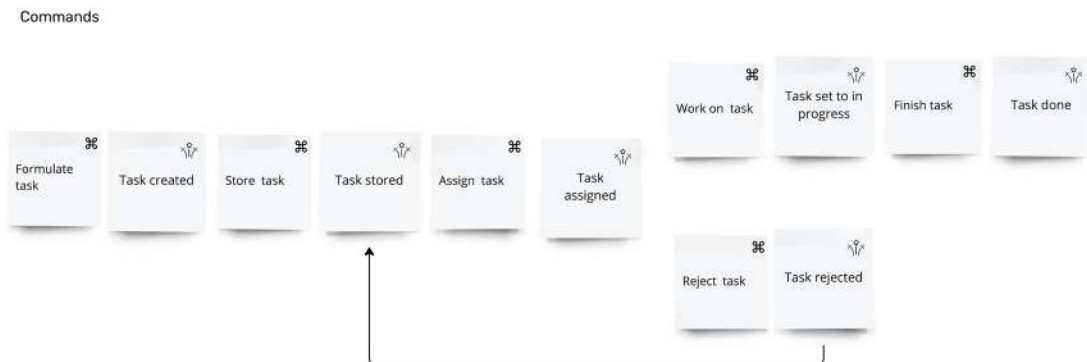 Commands
Work on task
Task set to in
progress
Finish task
Task done
Formulate
task
Task created
Store task
Task stored
Assign task
Task
assigned
Reject task
Task rejected